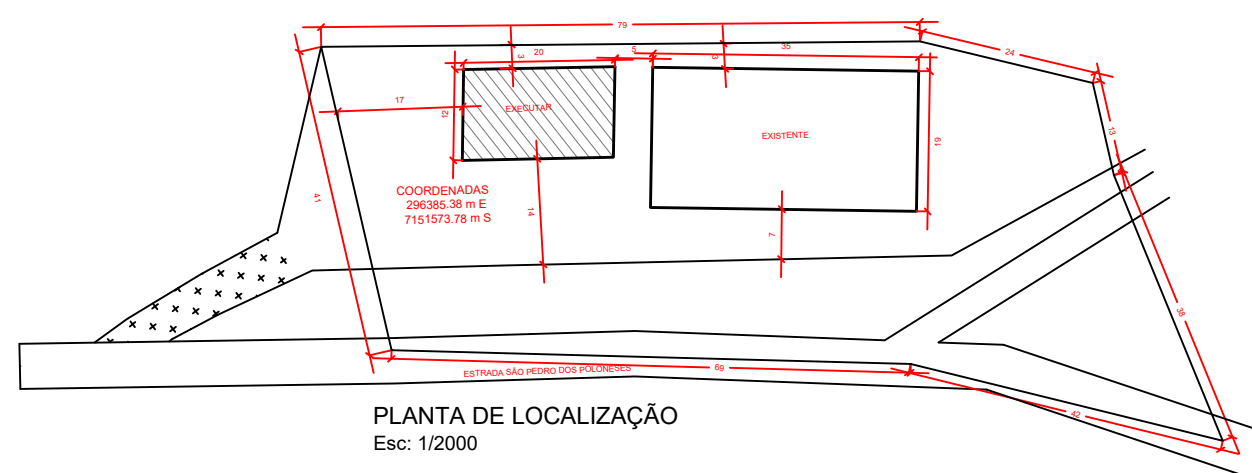 79
24
20
5
35
3
3
17
12
EXECUTAR
EXISTENTE
19
13
COORDENADAS
296385.38 m E
7151573.78 m S
41
14
7
38
ESTRADA SÃO PEDRO DOS POLONESES
69
42
PLANTA DE LOCALIZAÇÃO
Esc: 1/2000